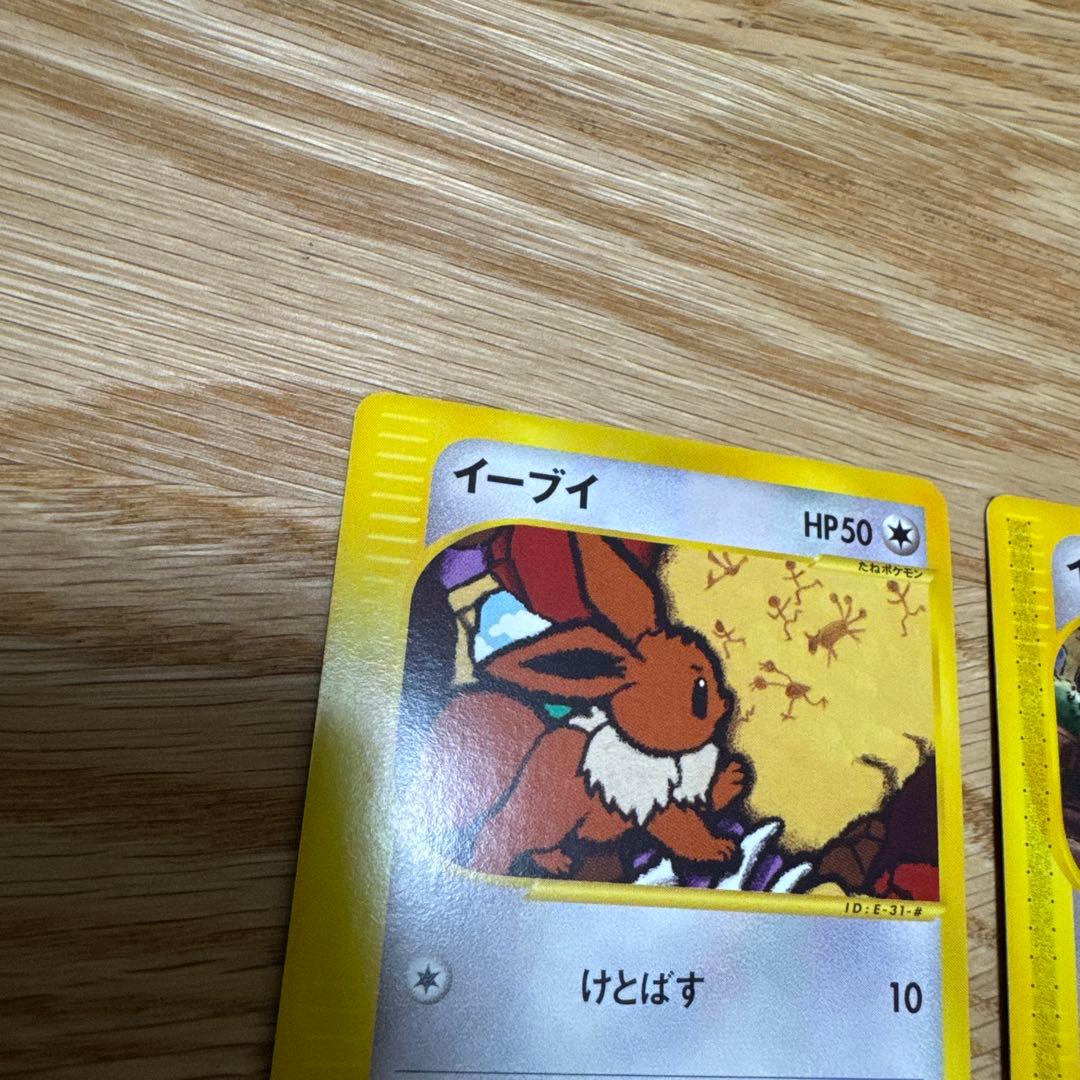 イーブイ
HP50
たねポケモン
ID:E-31-#
けとばす 10